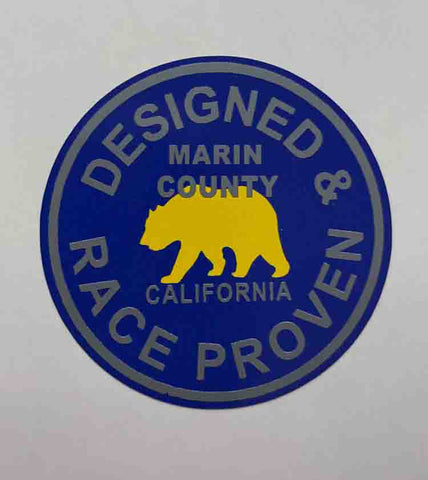 DESIGNED &
MARIN
COUNTY
CALIFORNIA
RACE PROVEN